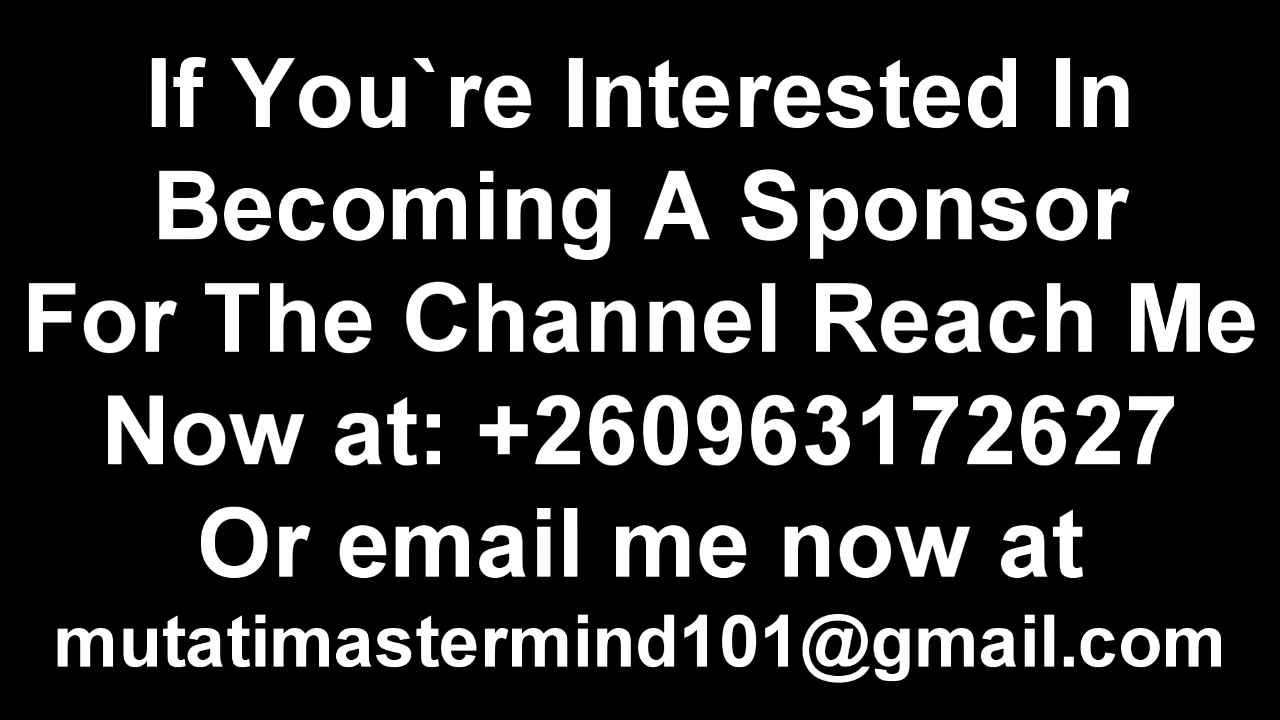 If You`re Interested In
Becoming A Sponsor
For The Channel Reach Me
Now at: +260963172627
Or email me now at
mutatimastermind101@gmail.com